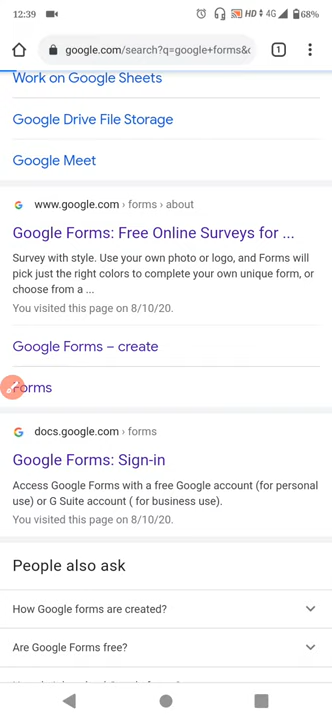 12:39 HD 4G 68%
google.com/search?q=google+forms&c 1
Work on Google Sheets
Google Drive File Storage
Google Meet
G www.google.com › forms › about
Google Forms: Free Online Surveys for ...
Survey with style. Use your own photo or logo, and Forms will
pick just the right colors to complete your own unique form, or
choose from a ...
You visited this page on 8/10/20.
Google Forms – create
Forms
G docs.google.com › forms
Google Forms: Sign-in
Access Google Forms with a free Google account (for personal
use) or G Suite account ( for business use).
You visited this page on 8/10/20.
People also ask
How Google forms are created?
Are Google Forms free?